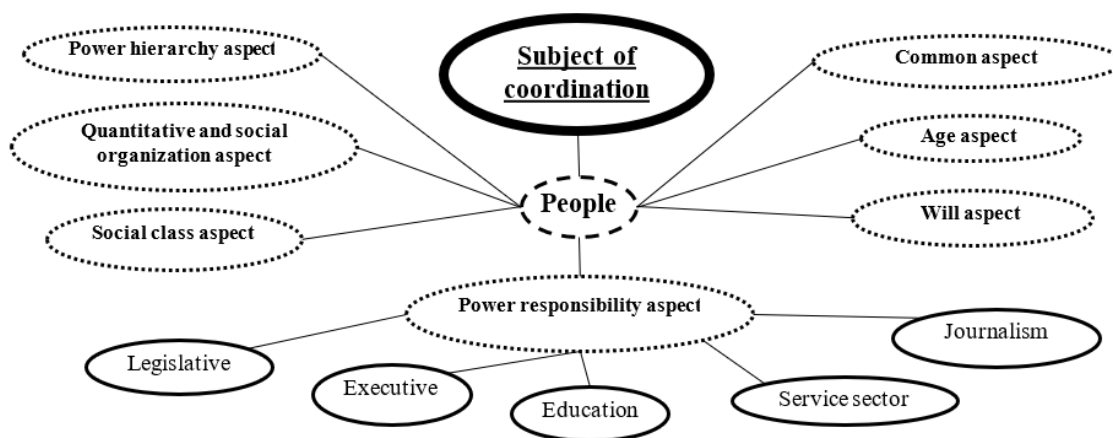 Power hierarchy aspect
Subject of
coordination
Common aspect
Quantitative and social
organization aspect
Age aspect
People
Social class aspect
Will aspect
Power responsibility aspect
Legislative
Executive
Education
Service sector
Journalism